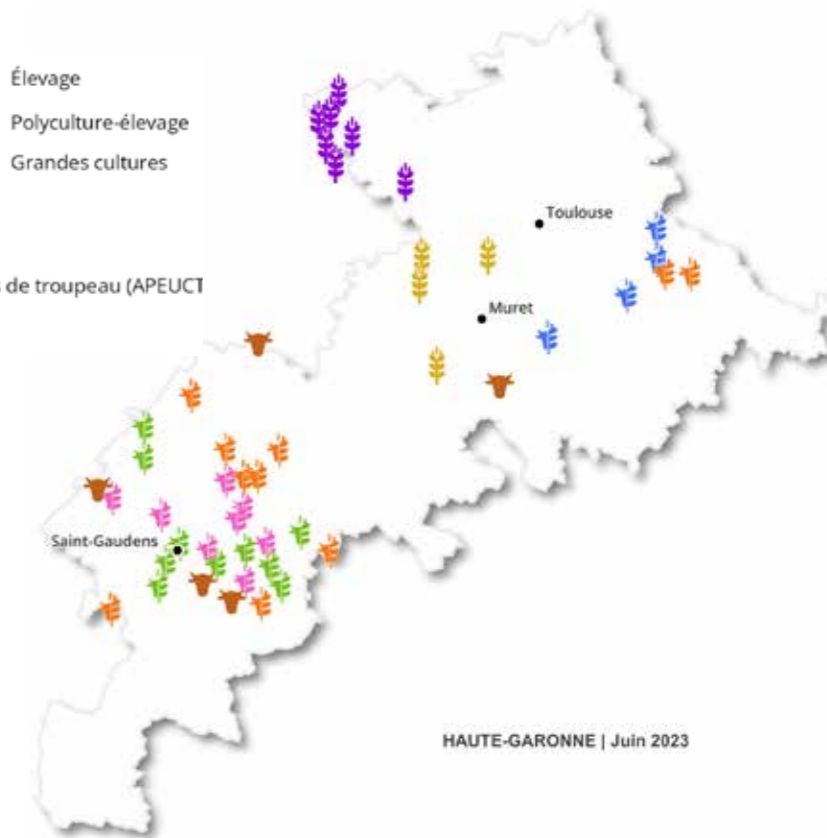 Élevage
Polyculture-élevage
Grandes cultures
Toulouse
s de troupeau (APEUCT
Muret
Saint-Gaudens
HAUTE-GARONNE | Juin 2023